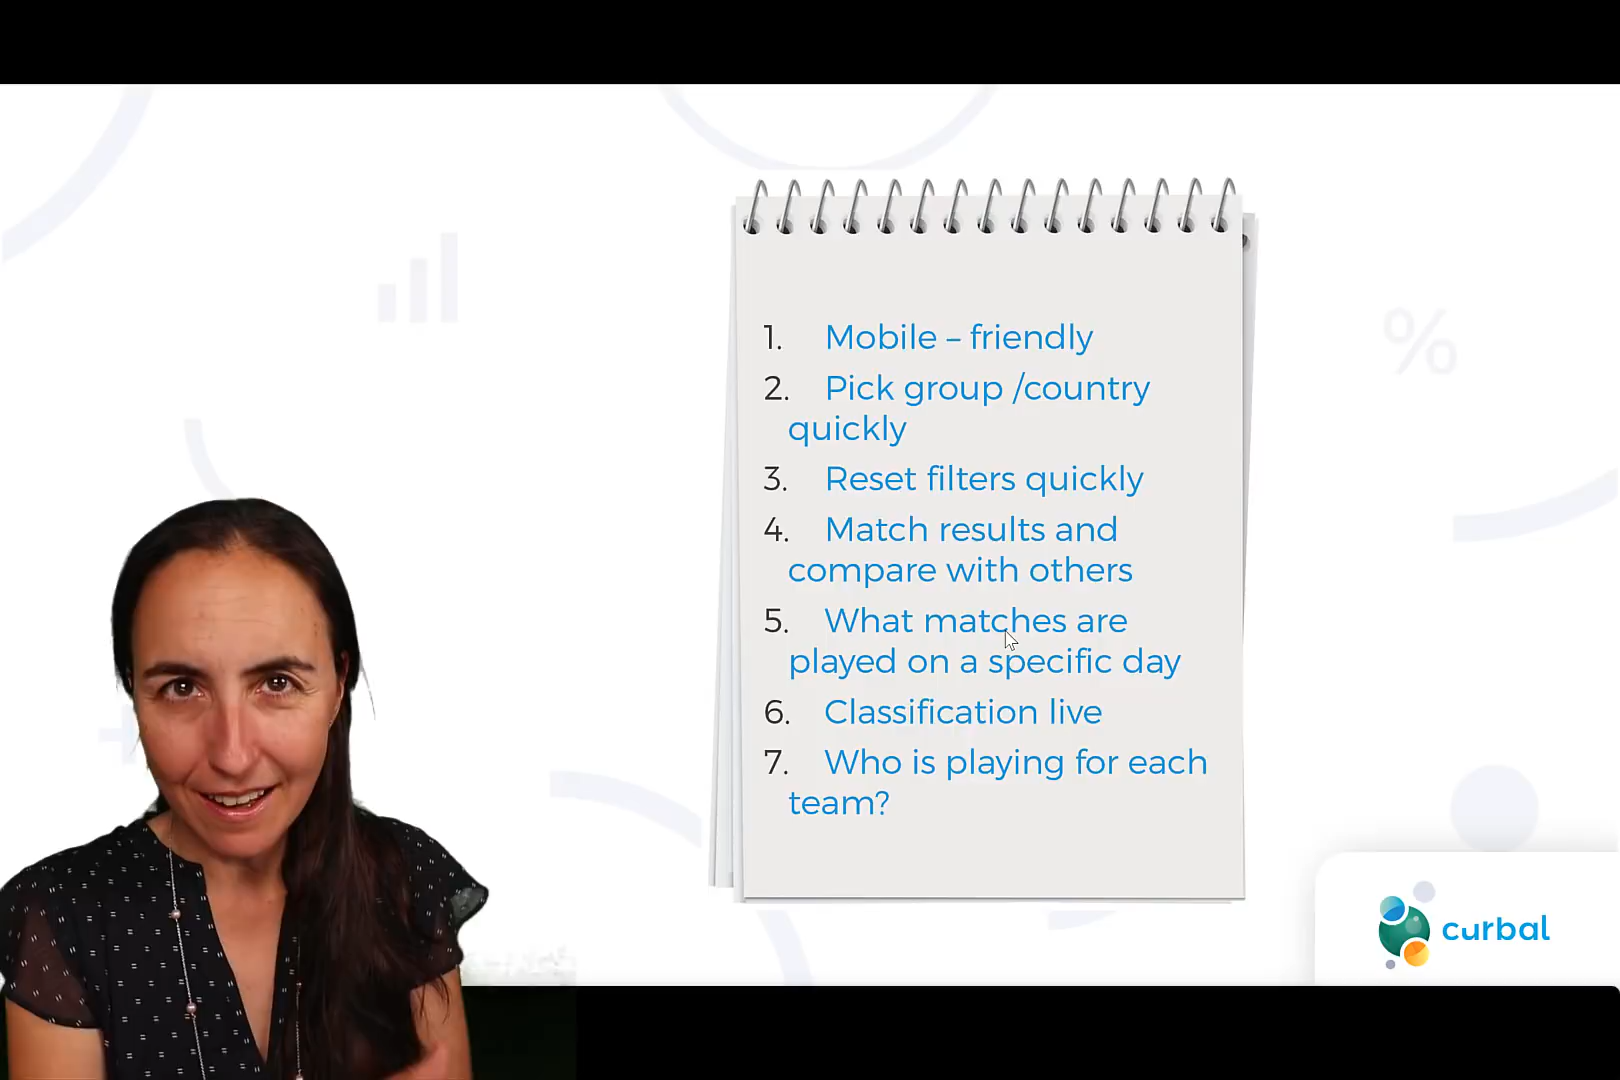 1. Mobile – friendly
2. Pick group /country
quickly
3. Reset filters quickly
4. Match results and
compare with others
5. What matches are
played on a specific day
6. Classification live
7. Who is playing for each
team?
%
curbal